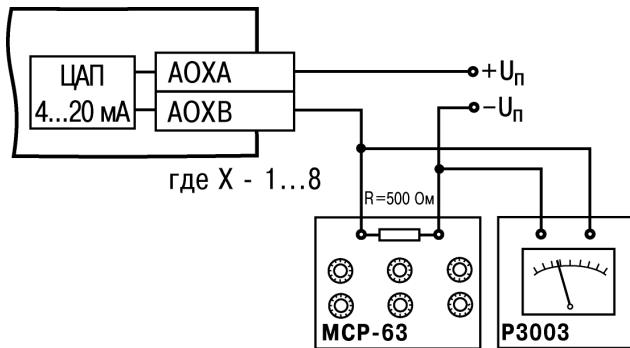 ЦАП
4...20 мА
AOXA
AOXB
+Uп
−Uп
где X - 1...8
R=500 Ом
МСР-63
Р3003